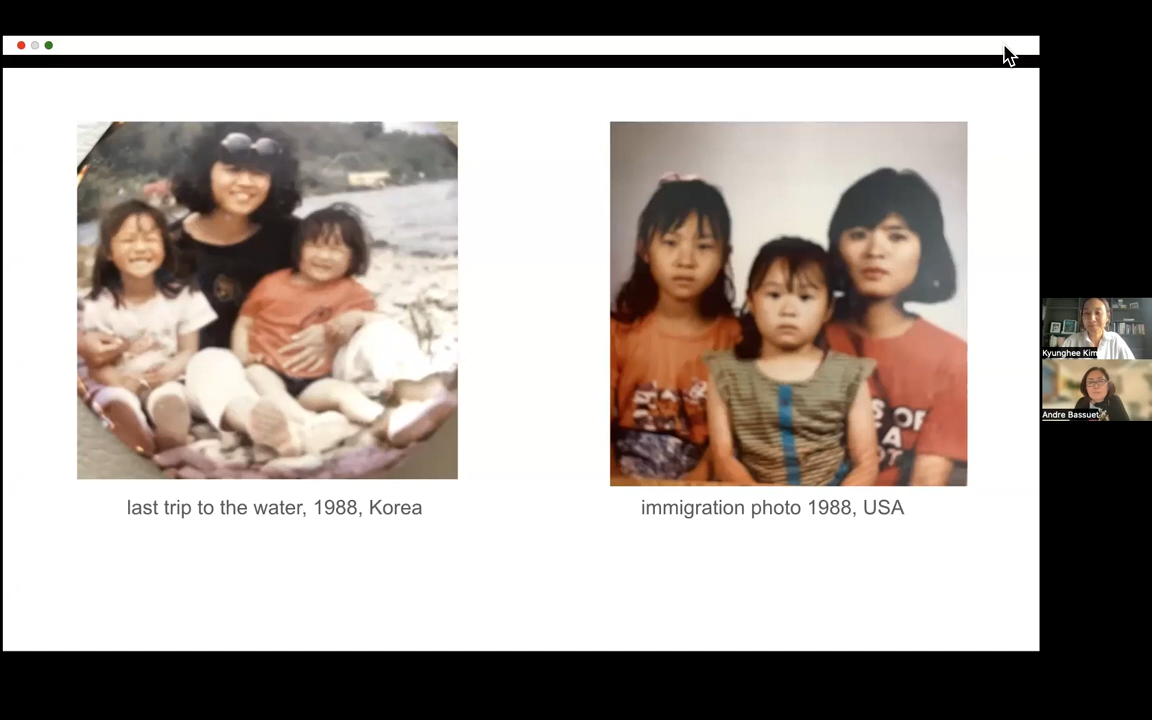 last trip to the water, 1988, Korea
immigration photo 1988, USA
Kyunghee Kim
Andre Bassuet